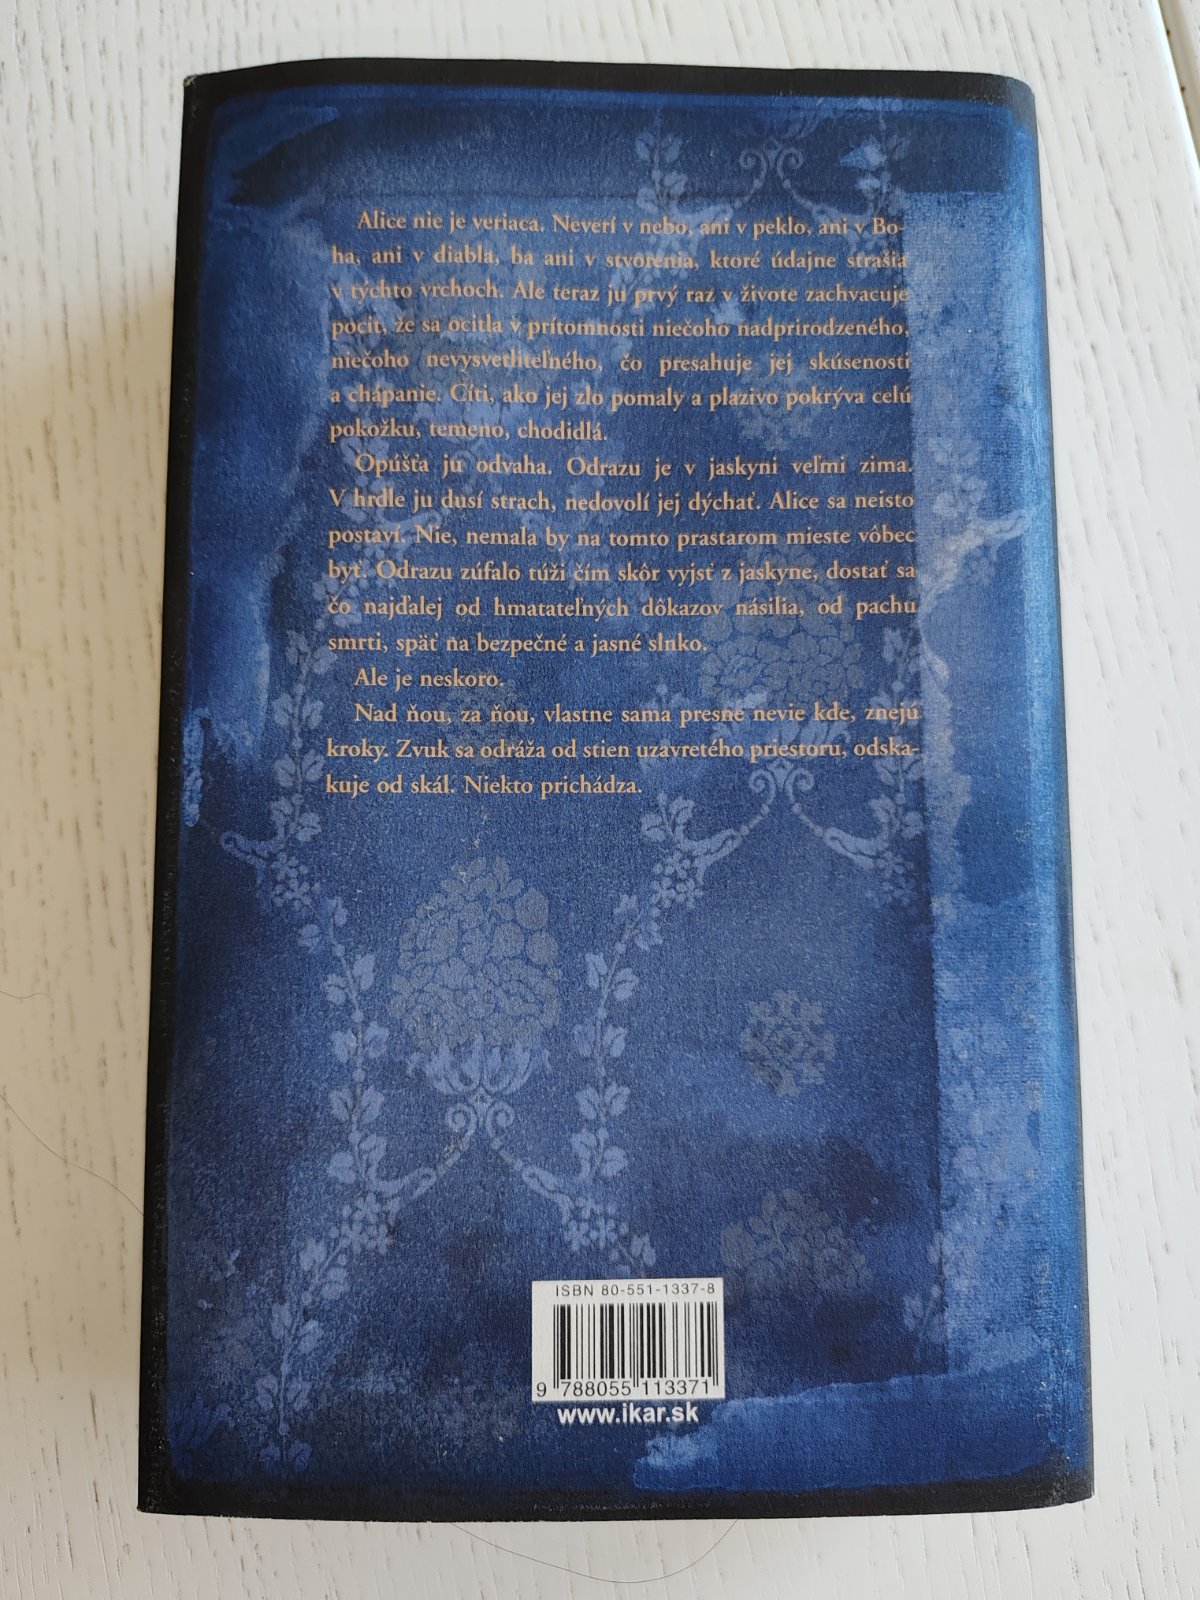 Alice nie je veriaca. Neverí v nebo, ani v peklo, ani v Bo-
ha, ani v diabla, ba ani v stvorenia, ktoré údajne strašia
v týchto vrchoch. Ale teraz ju prvý raz v živote zachvacuje
pocit, že sa ocitla v prítomnosti niečoho nadprirodzeného,
niečoho nevysvetliteľného, čo presahuje jej skúsenosti
a chápanie. Cíti, ako jej zlo pomaly a plazivo pokrýva celú
pokožku, temeno, chodidlá.
Opúšťa ju odvaha. Odrazu je v jaskyni veľmi zima.
V hrdle ju dusí strach, nedovolí jej dýchať. Alice sa neisto
postaví. Nie, nemala by na tomto prastarom mieste vôbec
byť. Odrazu zúfalo túži čím skôr vyjsť z jaskyne, dostať sa
čo najďalej od hmatateľných dôkazov násilia, od pachu
smrti, späť na bezpečné a jasné slnko.
Ale je neskoro.
Nad ňou, za ňou, vlastne sama presne nevie kde, znejú
kroky. Zvuk sa odráža od stien uzavretého priestoru, odska-
kuje od skál. Niekto prichádza.
ISBN 80-551-1337-8
9 788055 113371
www.ikar.sk